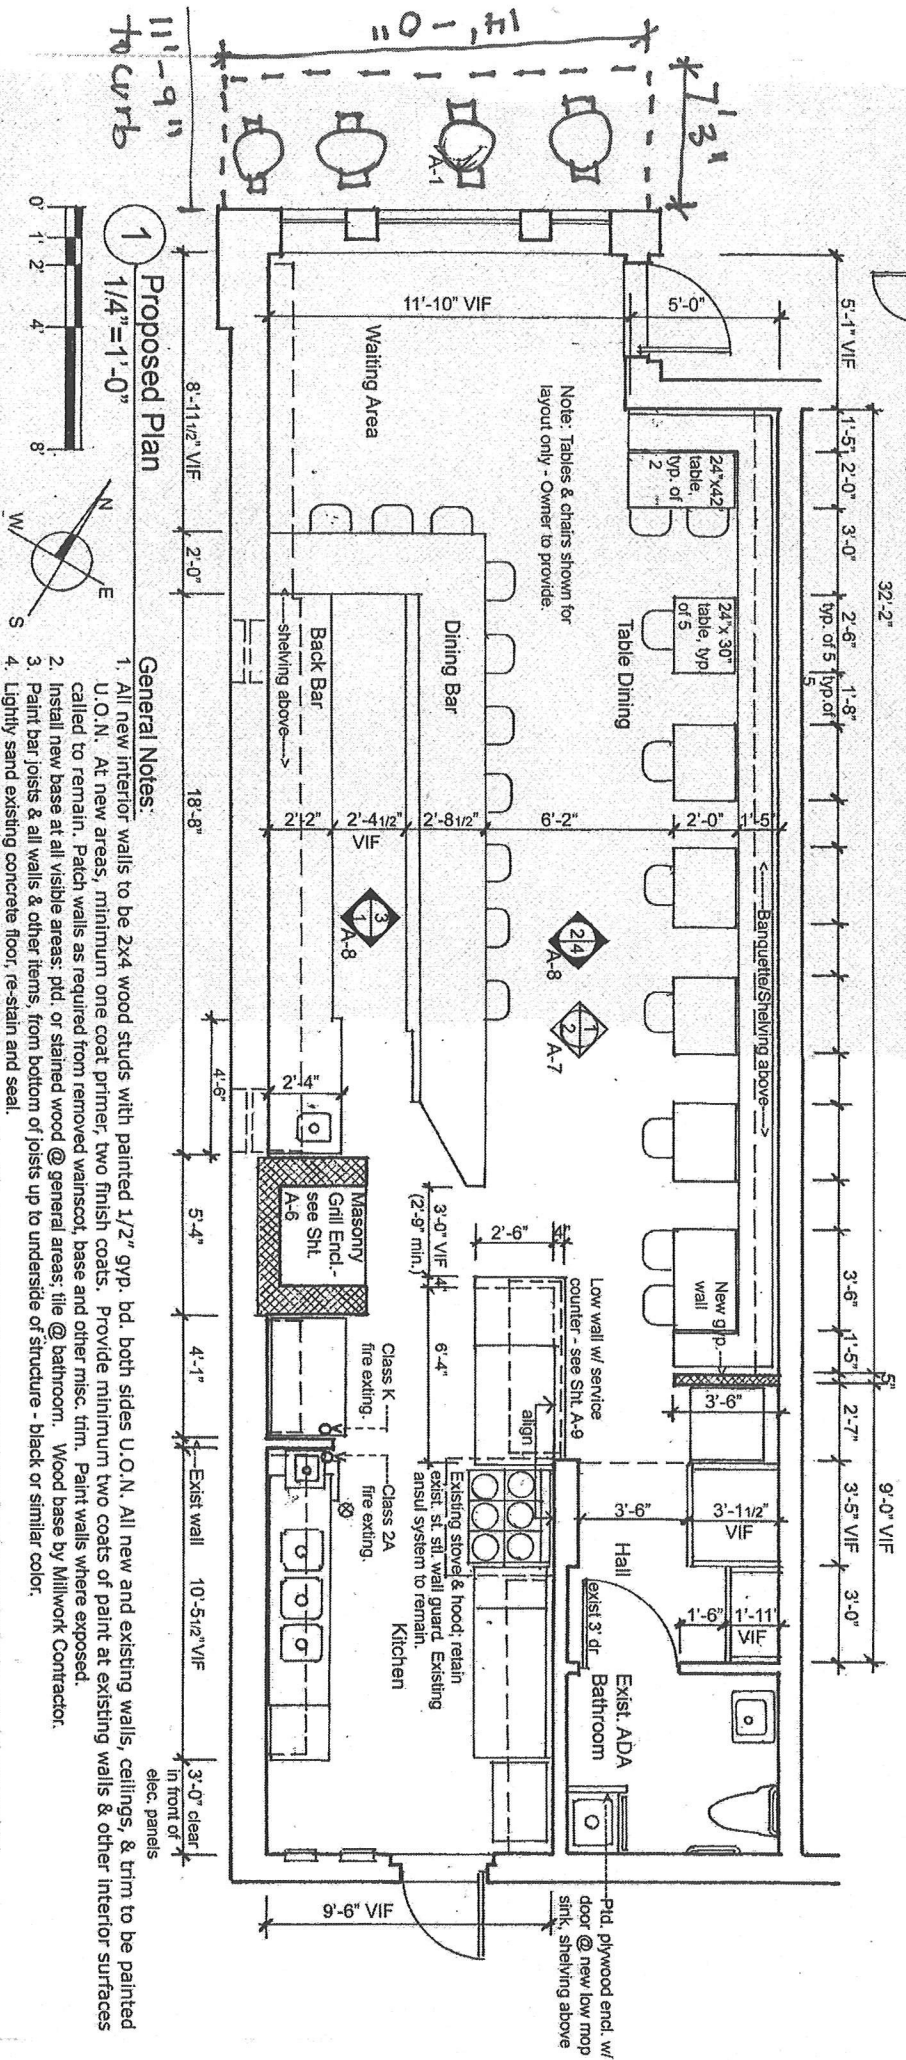 14'-0"
7'3"
11'-9"
to curb
A-1
5'-1" VIF
1'-5"
2'-0"
3'-0"
2'-6"
typ. of 5
1'-8"
typ. of
5
32'-2"
3'-6"
1'-5"
5"
2'-7"
9'-0" VIF
3'-5" VIF
3'-0"
11'-10" VIF
5'-0"
Waiting Area
Note: Tables & chairs shown for
layout only - Owner to provide.
24"x42"
table,
typ. of
2
24"x 30"
table, typ
of 5
Table Dining
<----Banquette/Shelving above---->
New gyp.
wall
Dining Bar
Back Bar
<----shelving above---->
2'-2"
2'-4 1/2"
VIF
2'-8 1/2"
6'-2"
2'-0"
1'-5"
3
1
A-8
2
4
A-8
1
2
A-7
2'-4"
4'-6"
Masonry
Grill Encl.-
see Sht.
A-6
3'-0" VIF
(2'-9" min.)
2'-6"
4"
6'-4"
Low wall w/ service
counter - see Sht. A-9
align
Class K
fire exting.
Class 2A
fire exting.
Existing stove & hood; retain
exist. st. stl. wall guard. Existing
ansul system to remain.
Kitchen
3'-6"
3'-6"
3'-1 1/2"
VIF
Hall
exist 3' dr
1'-6"
1'-11"
VIF
Exist. ADA
Bathroom
Ptd. plywood encl. w/
door @ new low mop
sink, shelving above
9'-6" VIF
8'-11 1/2" VIF
2'-0"
18'-8"
5'-4"
4'-1"
<---Exist wall
10'-5 1/2" VIF
3'-0" clear
in front of
elec. panels
1
Proposed Plan
1/4"=1'-0"
0'
1'
2'
4'
8'
N
E
W
S
General Notes:
1. All new interior walls to be 2x4 wood studs with painted 1/2" gyp. bd. both sides U.O.N. All new and existing walls, ceilings, & trim to be painted
U.O.N. At new areas, minimum one coat primer, two finish coats. Provide minimum two coats of paint at existing walls & other interior surfaces
called to remain. Patch walls as required from removed wainscot, base and other misc. trim. Paint walls where exposed.
2. Install new base at all visible areas; ptd. or stained wood @ general areas; tile @ bathroom. Wood base by Millwork Contractor.
3. Paint bar joists & all walls & other items, from bottom of joists up to underside of structure - black or similar color.
4. Lightly sand existing concrete floor, re-stain and seal.